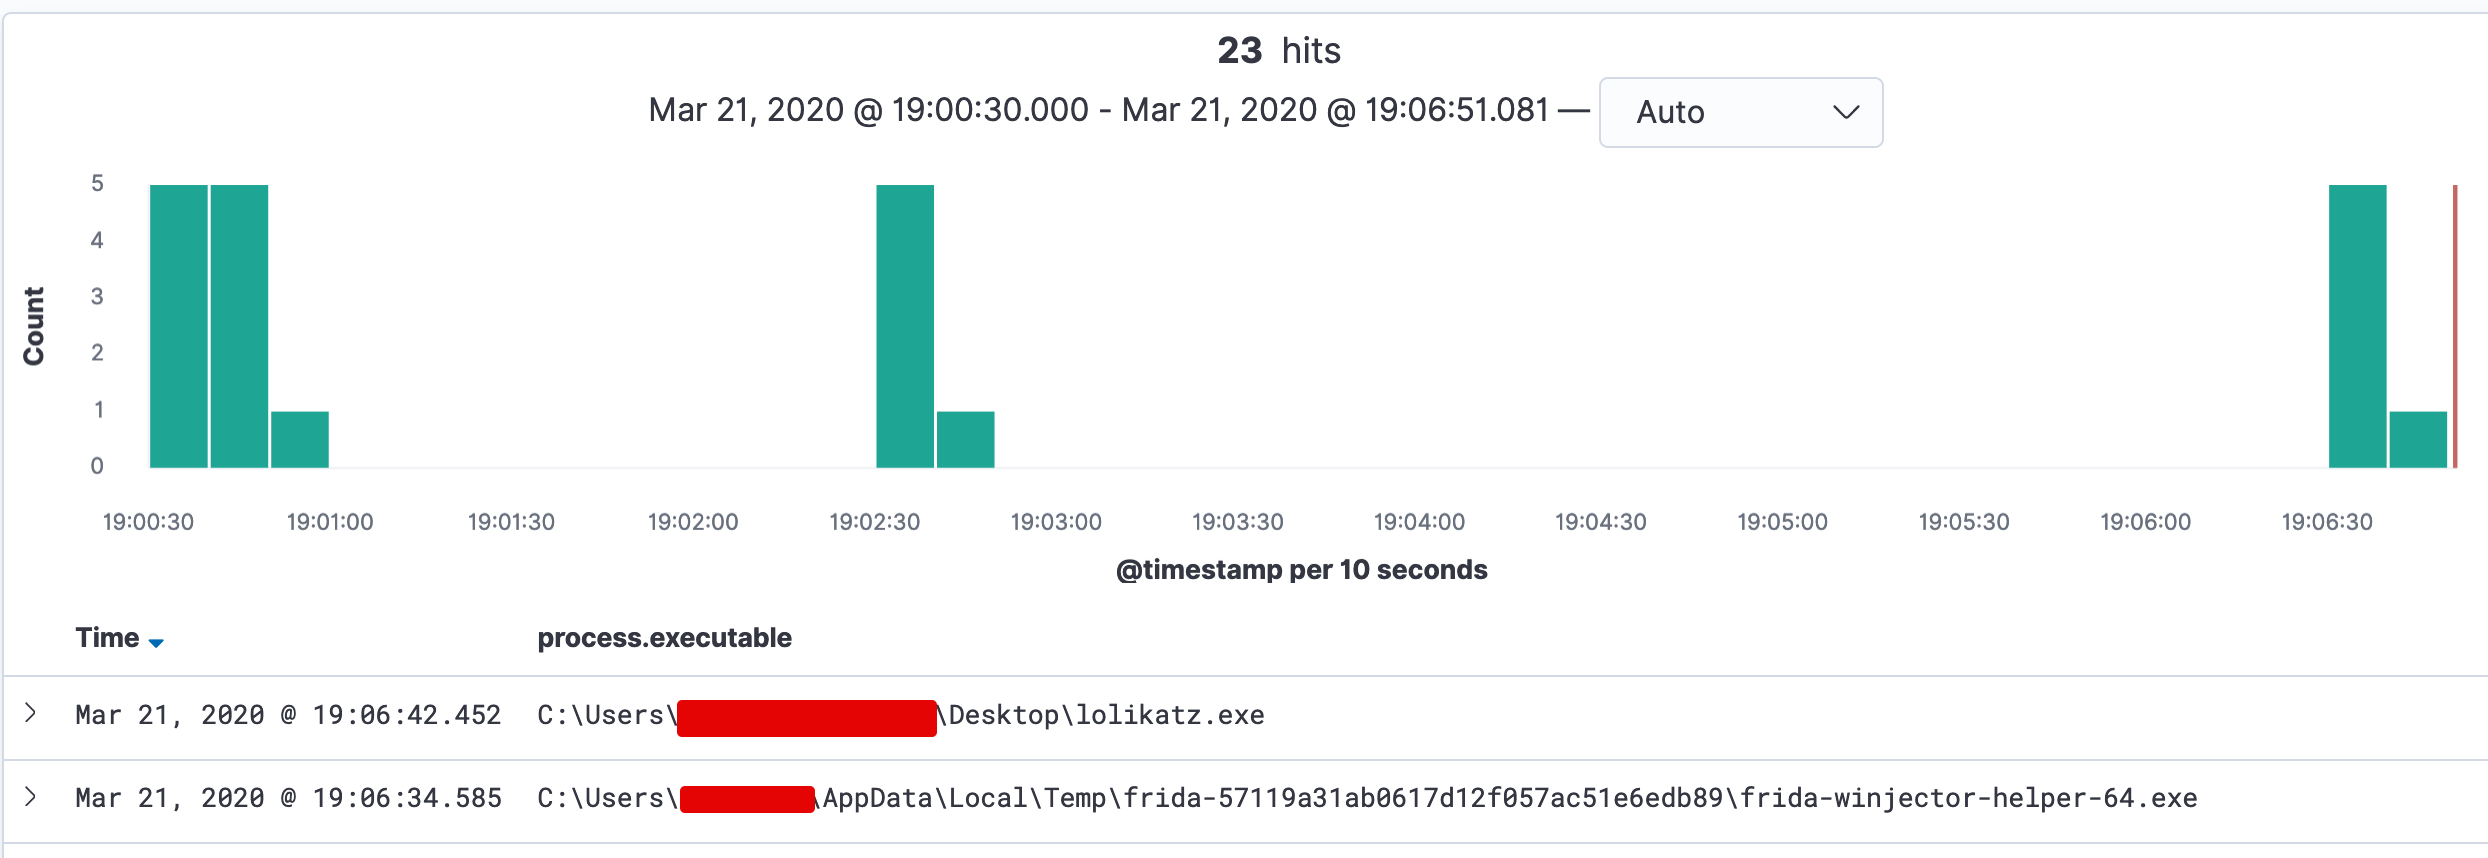 23 hits
Mar 21, 2020 @ 19:00:30.000 - Mar 21, 2020 @ 19:06:51.081 — Auto
5
4
3
2
1
0
Count
19:00:30 19:01:00 19:01:30 19:02:00 19:02:30 19:03:00 19:03:30 19:04:00 19:04:30 19:05:00 19:05:30 19:06:00 19:06:30
@timestamp per 10 seconds
Time process.executable
Mar 21, 2020 @ 19:06:42.452 C:\Users\ \Desktop\lolikatz.exe
Mar 21, 2020 @ 19:06:34.585 C:\Users\ \AppData\Local\Temp\frida-57119a31ab0617d12f057ac51e6edb89\frida-winjector-helper-64.exe